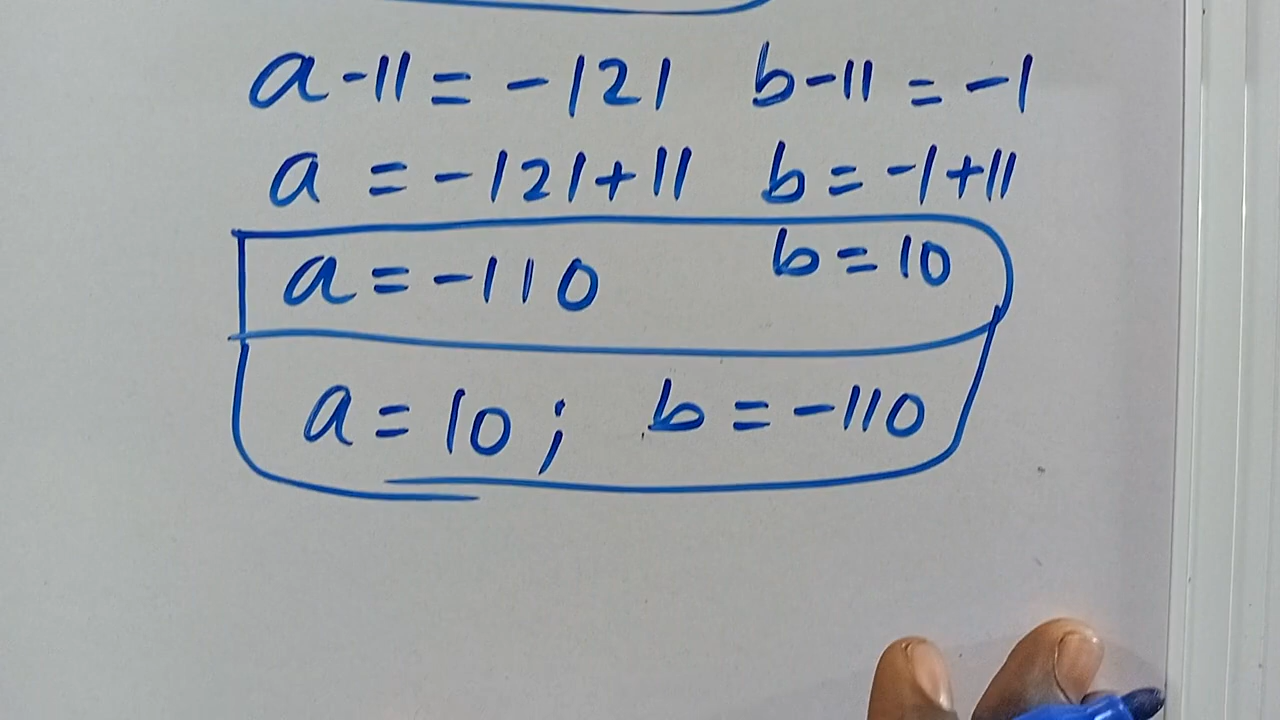 a -11 = -121 b-11 = -1
a = -121+11 b = -1+11
a = -110 b = 10
a = 10 ; b = -110